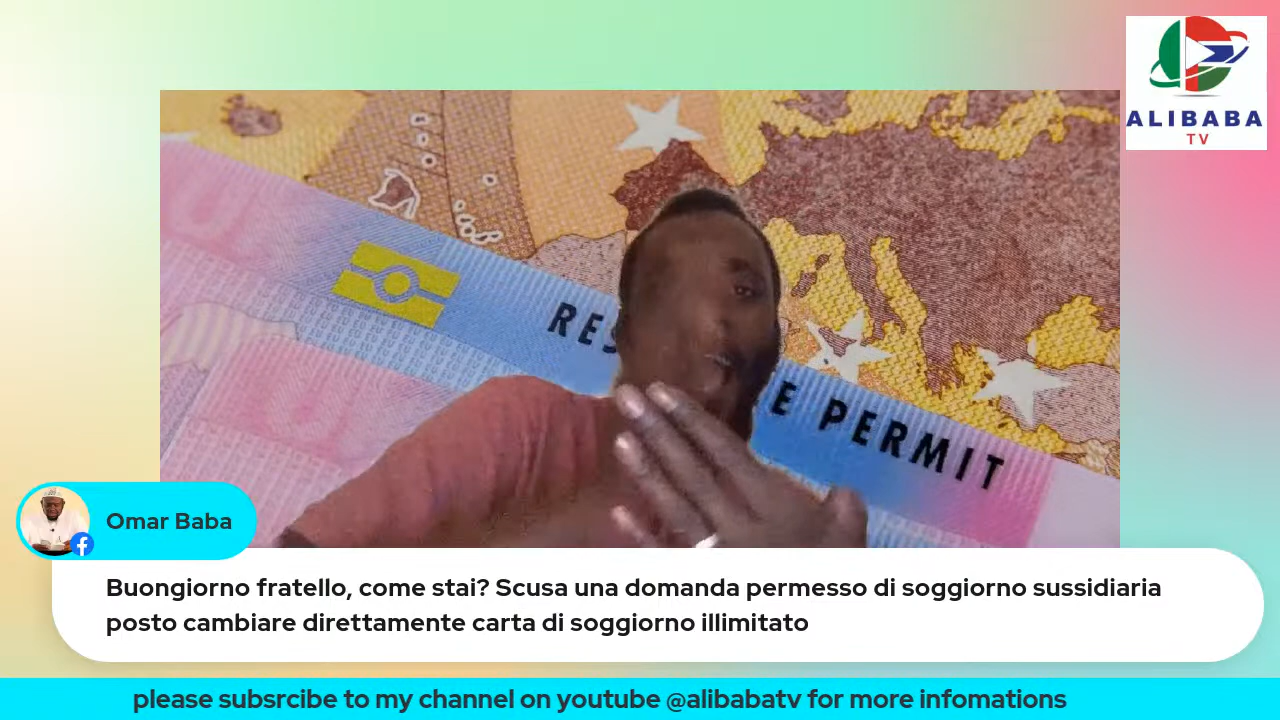 ALIBABA
TV
RES E PERMIT
Omar Baba
Buongiorno fratello, come stai? Scusa una domanda permesso di soggiorno sussidiaria
posto cambiare direttamente carta di soggiorno illimitato
please subsrcibe to my channel on youtube @alibabatv for more infomations